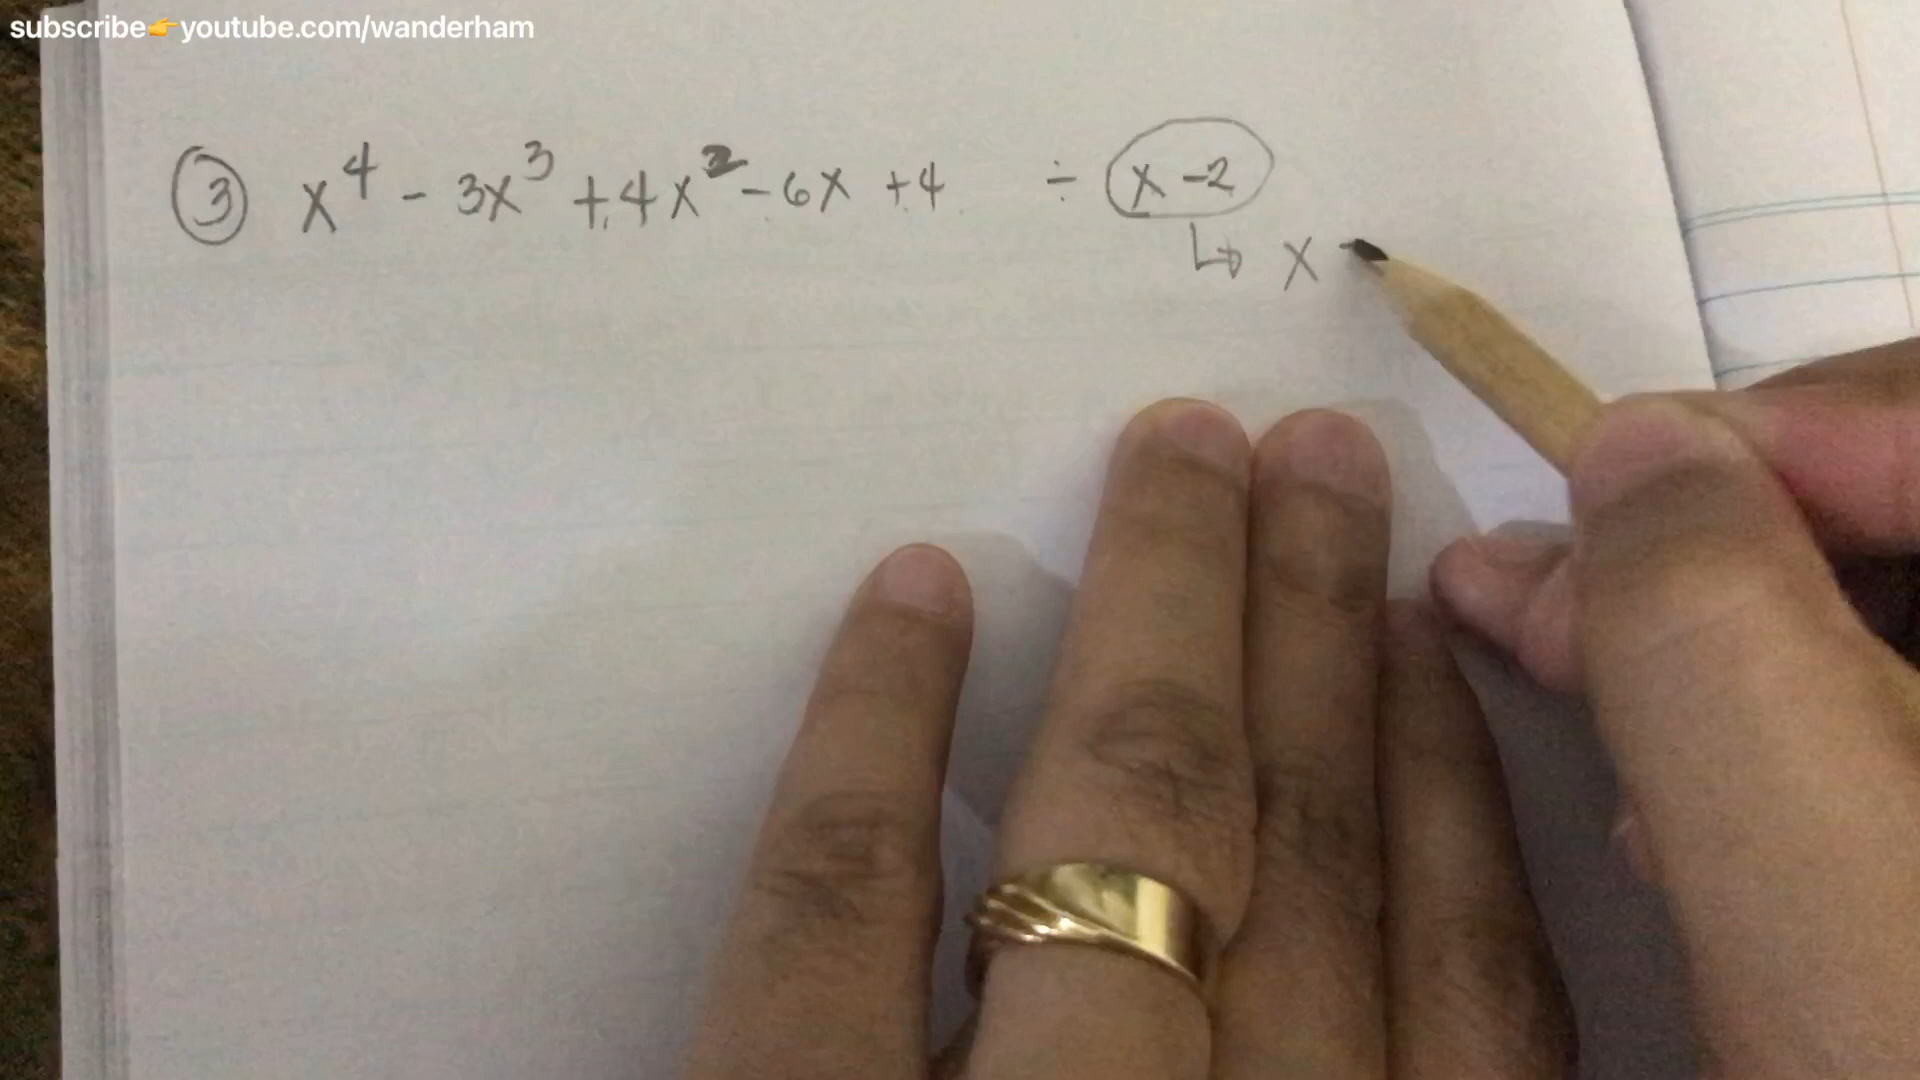 subscribe👉youtube.com/wanderham
③ x⁴ - 3x³ + 4x² - 6x + 4 ÷ x - 2
↳ x -